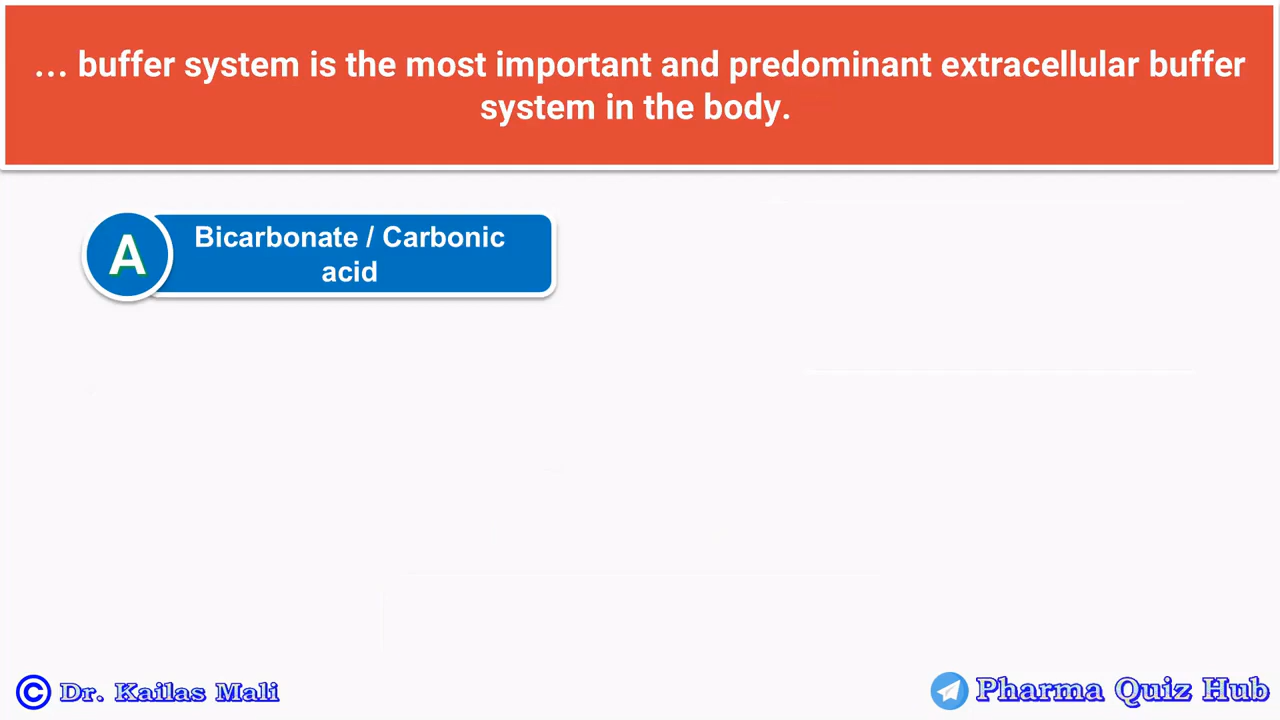 ... buffer system is the most important and predominant extracellular buffer
system in the body.
A
Bicarbonate / Carbonic
acid
© Dr. Kailas Mali
Pharma Quiz Hub